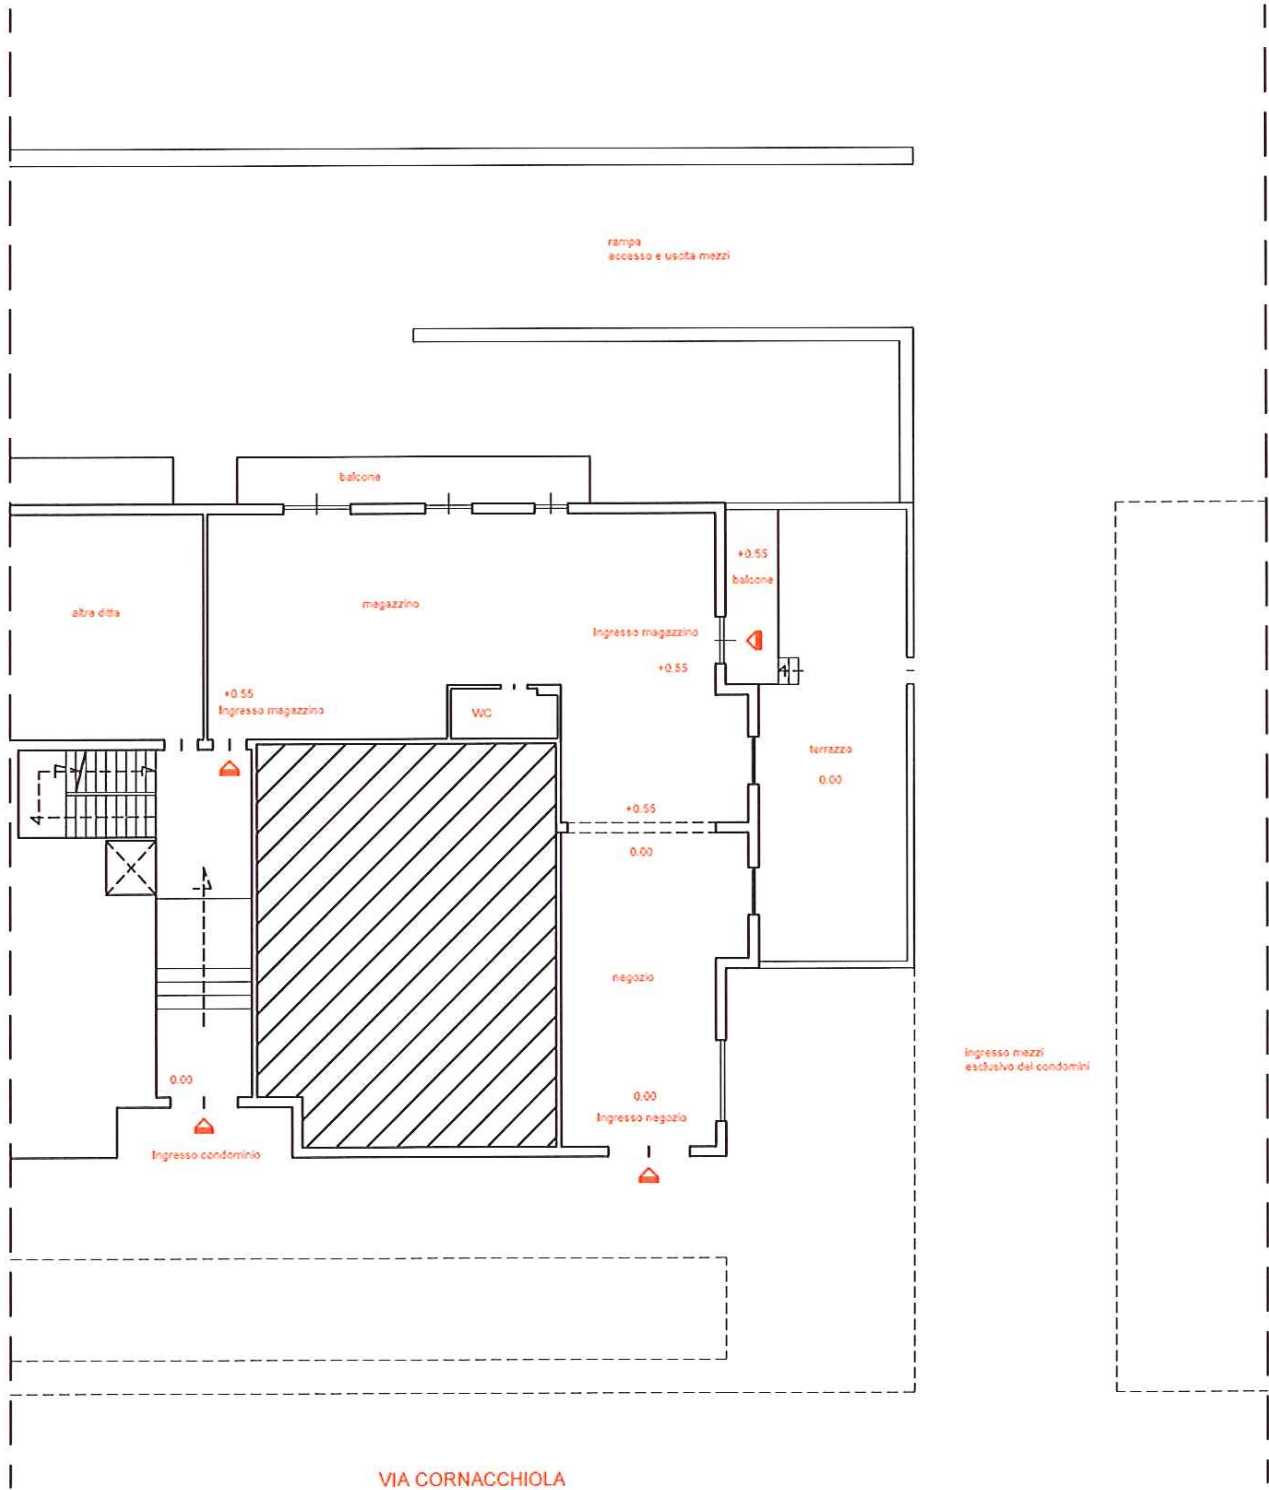 rampa
accesso e uscita mezzi
balcone
+0.55
balcone
altra ditta
magazzino
Ingresso magazzino
+0.55
+0.55
Ingresso magazzino
WC
terrazzo
0.00
+0.55
0.00
negozio
ingresso mezzi
esclusivo dei condomini
0.00
0.00
Ingresso negozio
Ingresso condominio
VIA CORNACCHIOLA